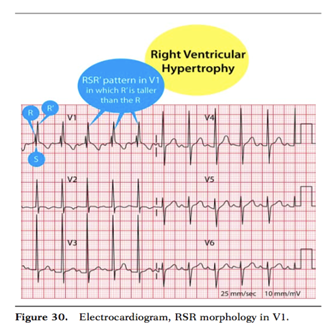 Right Ventricular
Hypertrophy
RSR' pattern in V1
in which R' is taller
than the R
R
R'
S
V1
V4
V2
V5
V3
V6
25 mm/sec 10 mm/mV
Figure 30. Electrocardiogram, RSR morphology in V1.